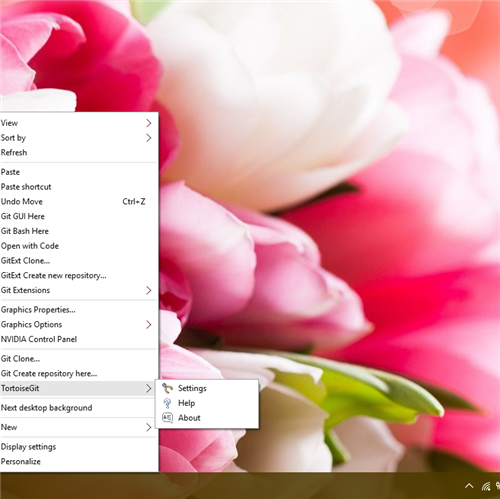 View
Sort by
Refresh
Paste
Paste shortcut
Undo Move Ctrl+Z
Git GUI Here
Git Bash Here
Open with Code
GitExt Clone...
GitExt Create new repository...
Git Extensions
Graphics Properties...
Graphics Options
NVIDIA Control Panel
Git Clone...
Git Create repository here...
TortoiseGit
Settings
Help
About
Next desktop background
New
Display settings
Personalize